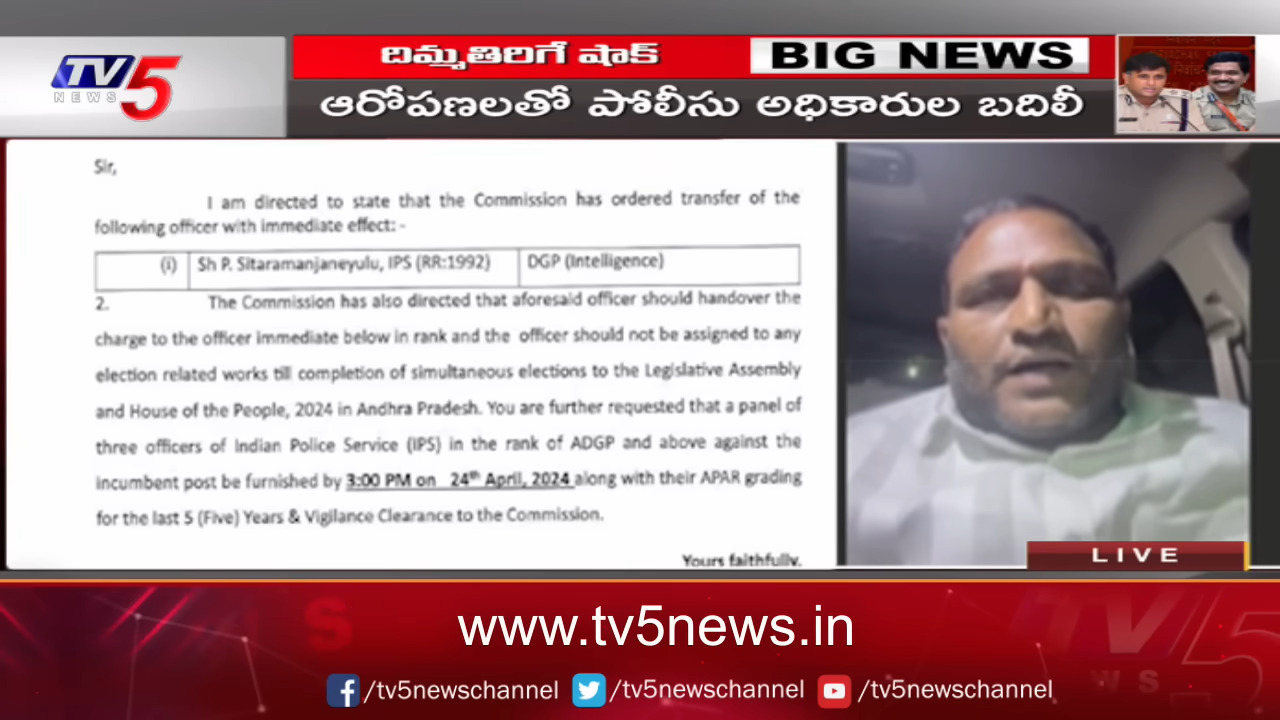 TV5
NEWS
దిమ్మతిరిగే షాక్
BIG NEWS
ఆరోపణలతో పోలీసు అధికారుల బదిలీ
Sir,
I am directed to state that the Commission has ordered transfer of the
following officer with immediate effect: -
(i) Sh P. Sitaramanjaneyulu, IPS (RR:1992) DGP (Intelligence)
2. The Commission has also directed that aforesaid officer should handover the
charge to the officer immediate below in rank and the officer should not be assigned to any
election related works till completion of simultaneous elections to the Legislative Assembly
and House of the People, 2024 in Andhra Pradesh. You are further requested that a panel of
three officers of Indian Police Service (IPS) in the rank of ADGP and above against the
incumbent post be furnished by 3:00 PM on 24th April, 2024 along with their APAR grading
for the last 5 (Five) Years & Vigilance Clearance to the Commission.
Yours faithfully,
LIVE
www.tv5news.in
/tv5newschannel /tv5newschannel /tv5newschannel